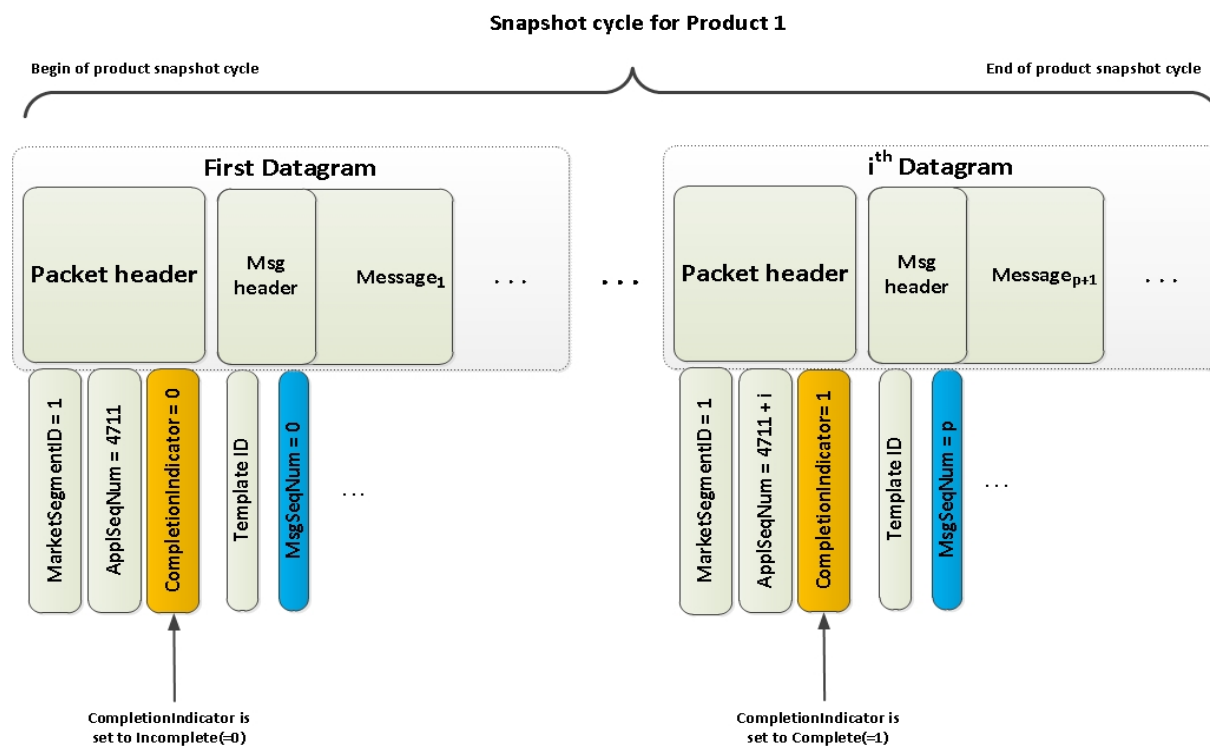 Snapshot cycle for Product 1
Begin of product snapshot cycle
End of product snapshot cycle
First Datagram
Packet header
Msg
header
Message1
. . .
MarketSegmentID = 1
ApplSeqNum = 4711
CompletionIndicator = 0
Template ID
MsgSeqNum = 0
...
CompletionIndicator is
set to Incomplete(=0)
. . .
ith Datagram
Packet header
Msg
header
Messagep+1
. . .
MarketSegmentID = 1
ApplSeqNum = 4711 + i
CompletionIndicator= 1
Template ID
MsgSeqNum = p
...
CompletionIndicator is
set to Complete(=1)